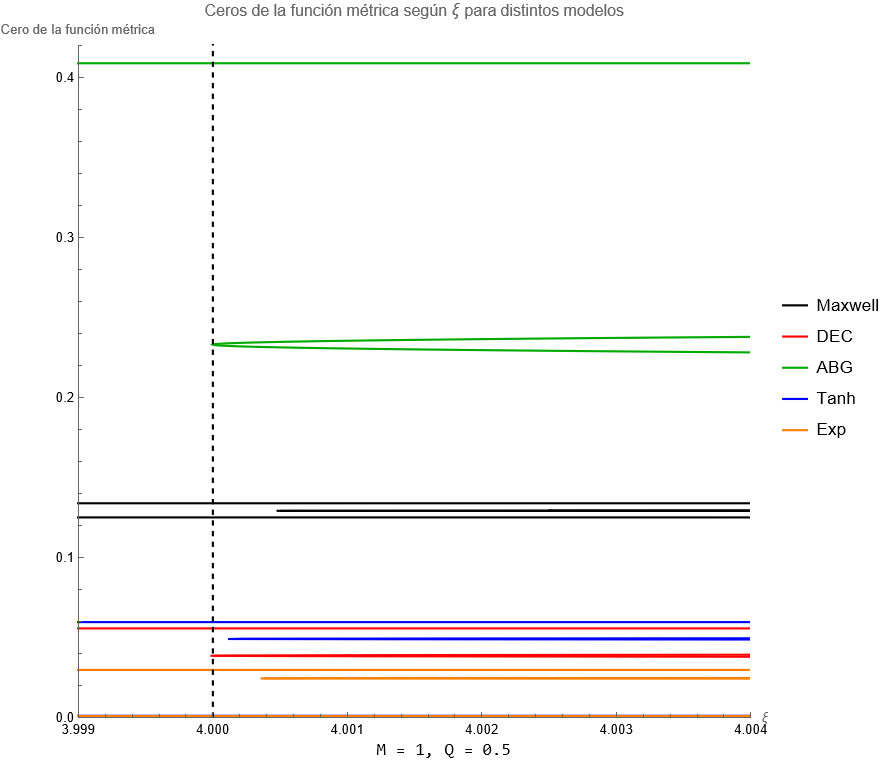 Ceros de la función métrica según ξ para distintos modelos
Cero de la función métrica
0.4
0.3
0.2
0.1
0.0
3.999
4.000
4.001
4.002
4.003
4.004
ξ
M = 1, Q = 0.5
Maxwell
DEC
ABG
Tanh
Exp